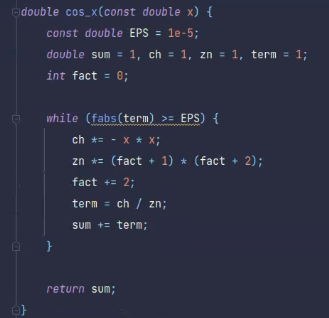 double cos_x(const double x) {
const double EPS = 1e-5;
double sum = 1, ch = 1, zn = 1, term = 1;
int fact = 0;
while (fabs(term) >= EPS) {
ch *= - x * x;
zn *= (fact + 1) * (fact + 2);
fact += 2;
term = ch / zn;
sum += term;
}
return sum;
}